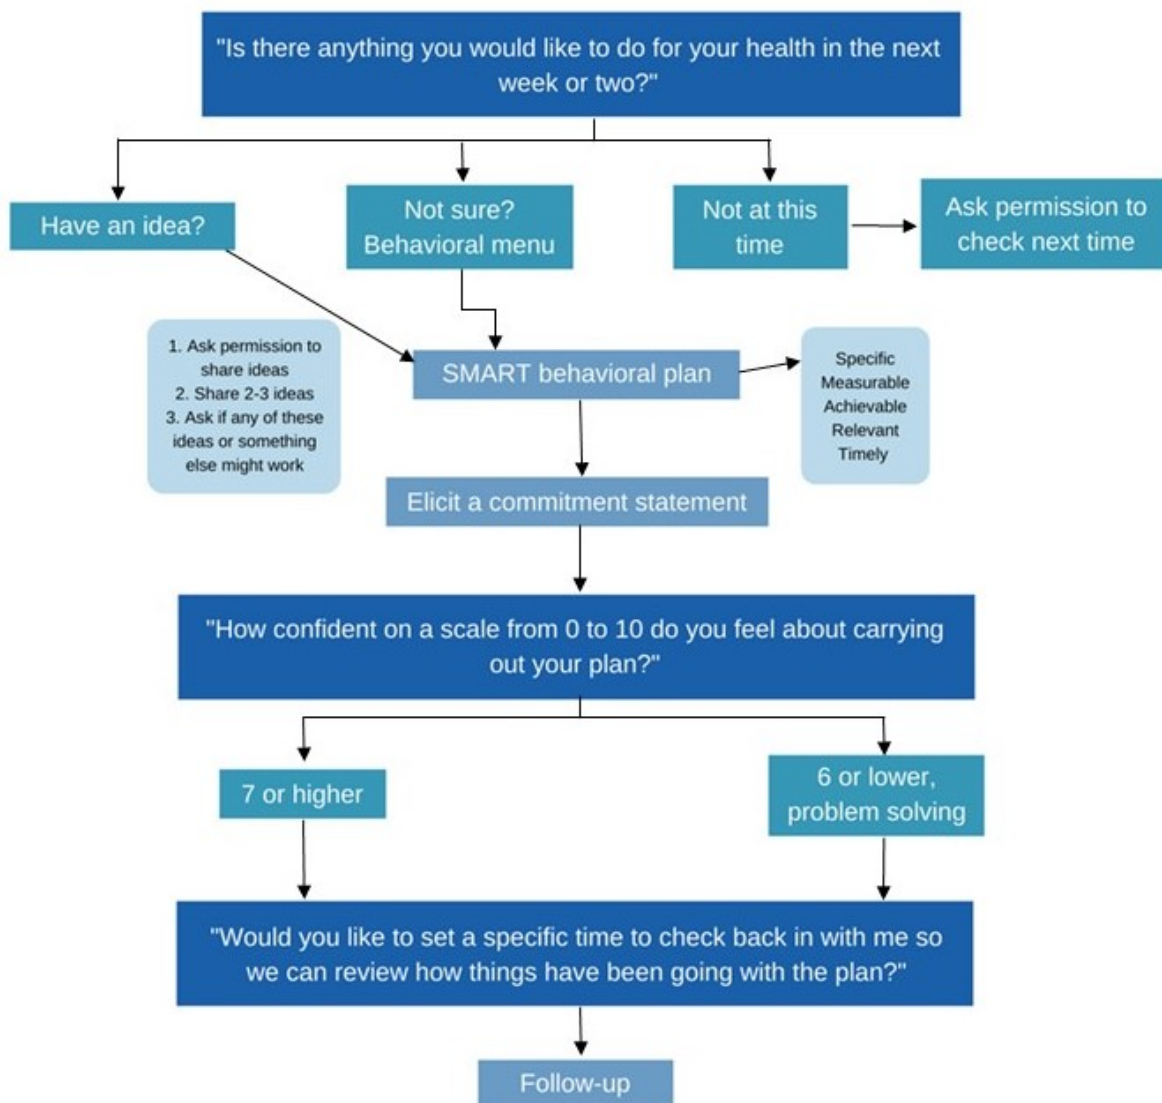 "Is there anything you would like to do for your health in the next
week or two?"
Have an idea?
Not sure?
Behavioral menu
Not at this
time
Ask permission to
check next time
1. Ask permission to
share ideas
2. Share 2-3 ideas
3. Ask if any of these
ideas or something
else might work
SMART behavioral plan
Specific
Measurable
Achievable
Relevant
Timely
Elicit a commitment statement
"How confident on a scale from 0 to 10 do you feel about carrying
out your plan?"
7 or higher
6 or lower,
problem solving
"Would you like to set a specific time to check back in with me so
we can review how things have been going with the plan?"
Follow-up